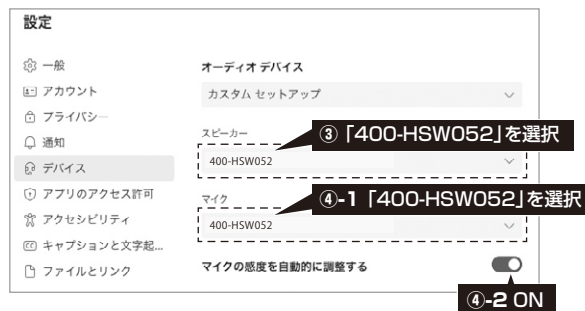 設定
一般
アカウント
プライバシー
通知
デバイス
アプリのアクセス許可
アクセシビリティ
キャプションと文字起...
ファイルとリンク
オーディオ デバイス
カスタム セットアップ
スピーカー
③「400-HSW052」を選択
400-HSW052
マイク
④-1「400-HSW052」を選択
400-HSW052
マイクの感度を自動的に調整する
④-2 ON